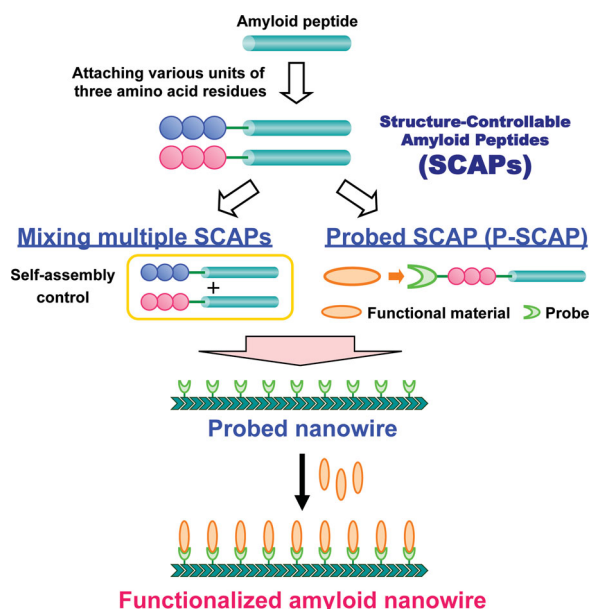 Amyloid peptide
Attaching various units of
three amino acid residues
Structure-Controllable
Amyloid Peptides
(SCAPs)
Mixing multiple SCAPs
Probed SCAP (P-SCAP)
Self-assembly
control
+
Functional material
Probe
Probed nanowire
Functionalized amyloid nanowire